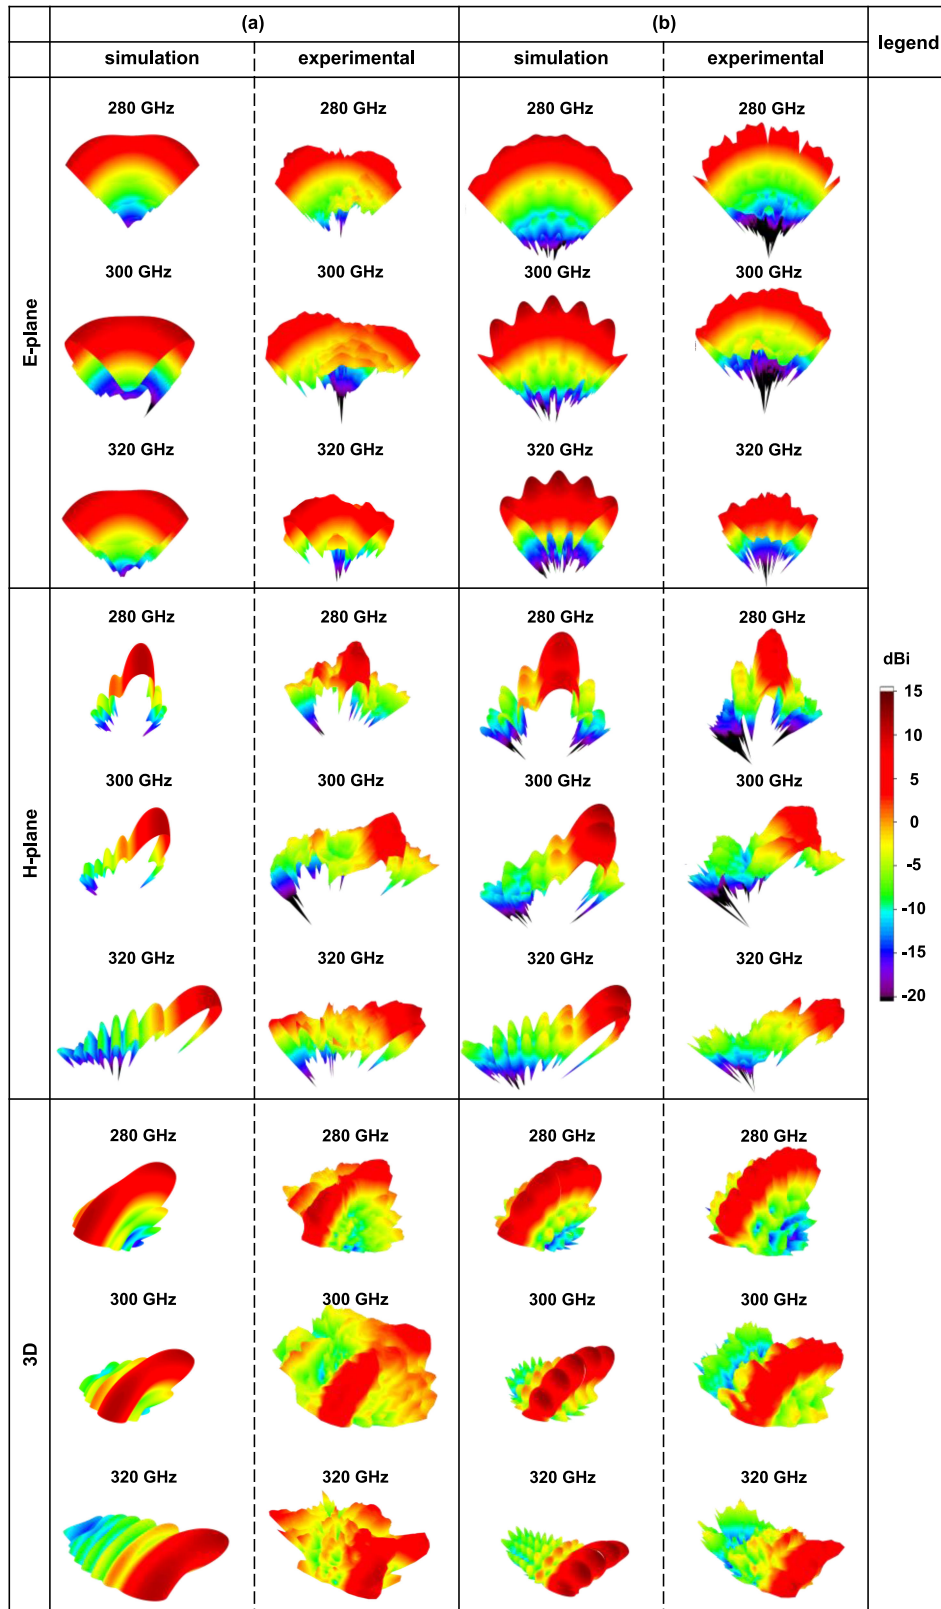 (a) (b) legend
simulation experimental simulation experimental
E-plane
280 GHz 280 GHz 280 GHz 280 GHz
300 GHz 300 GHz 300 GHz 300 GHz
320 GHz 320 GHz 320 GHz 320 GHz
H-plane
280 GHz 280 GHz 280 GHz 280 GHz
300 GHz 300 GHz 300 GHz 300 GHz
320 GHz 320 GHz 320 GHz 320 GHz
3D
280 GHz 280 GHz 280 GHz 280 GHz
300 GHz 300 GHz 300 GHz 300 GHz
320 GHz 320 GHz 320 GHz 320 GHz
dBi
15
10
5
0
-5
-10
-15
-20